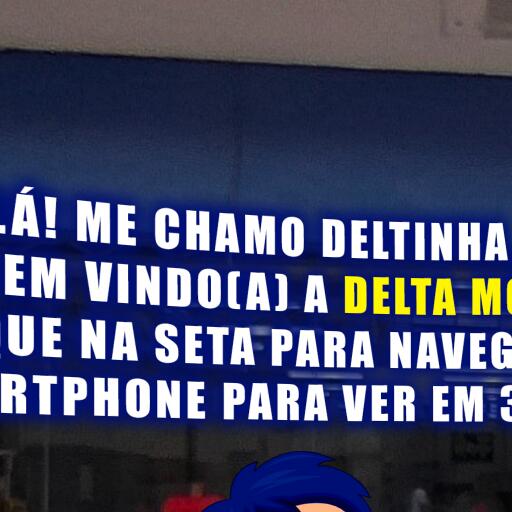 LÁ! ME CHAMO DELTINHA
EM VINDO(A) A DELTA MO
QUE NA SETA PARA NAVEG
RTPHONE PARA VER EM 3